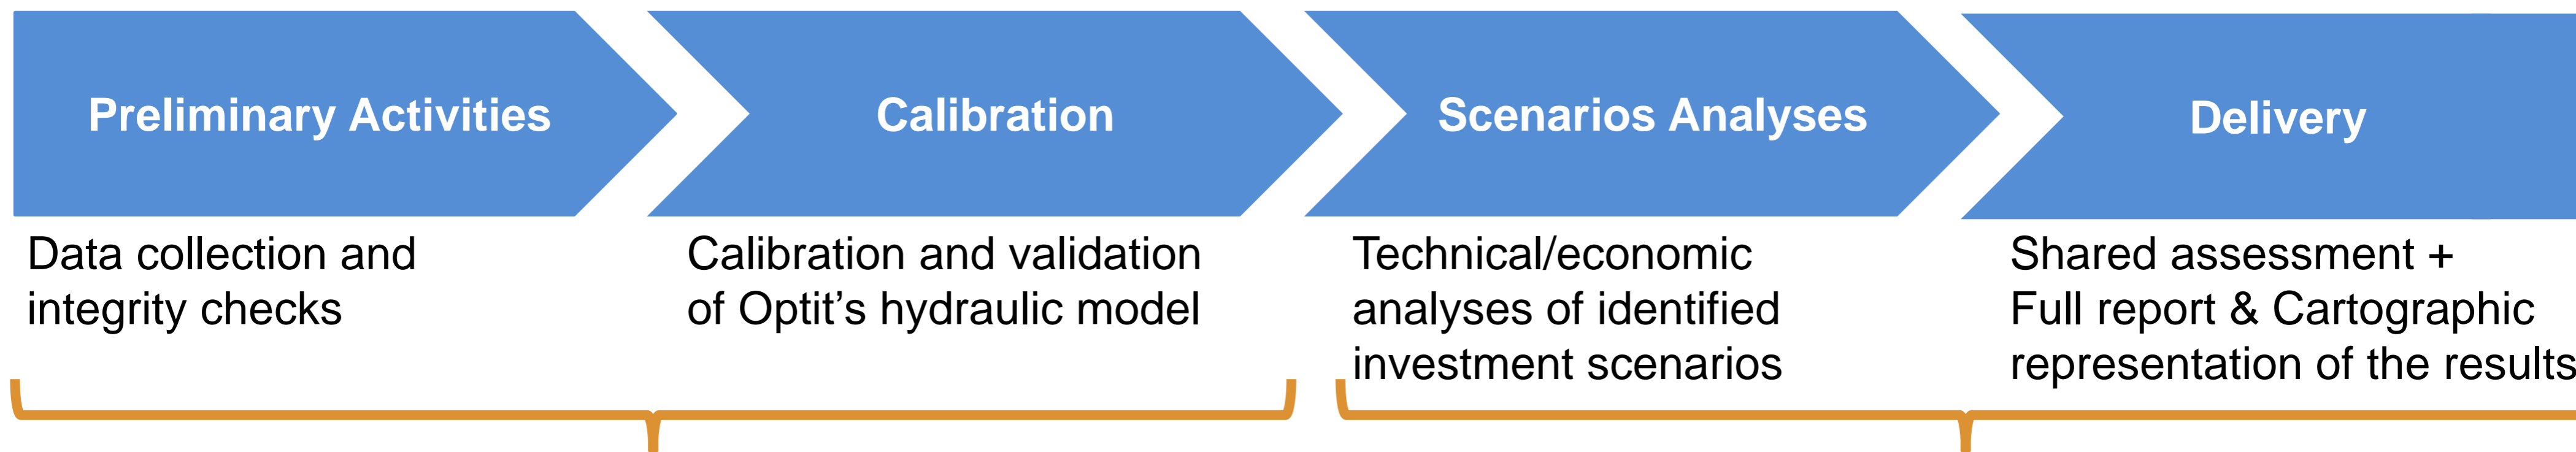 Preliminary Activities
Calibration
Scenarios Analyses
Delivery
Data collection and
integrity checks
Calibration and validation
of Optit’s hydraulic model
Technical/economic
analyses of identified
investment scenarios
Shared assessment +
Full report & Cartographic
representation of the results